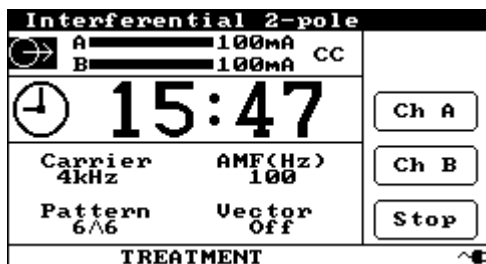 Interferential 2-pole
A 100mA CC
B 100mA
15:47
Ch A
Carrier AMF(Hz)
4kHz 100
Ch B
Pattern Vector
6/\6 Off
Stop
TREATMENT